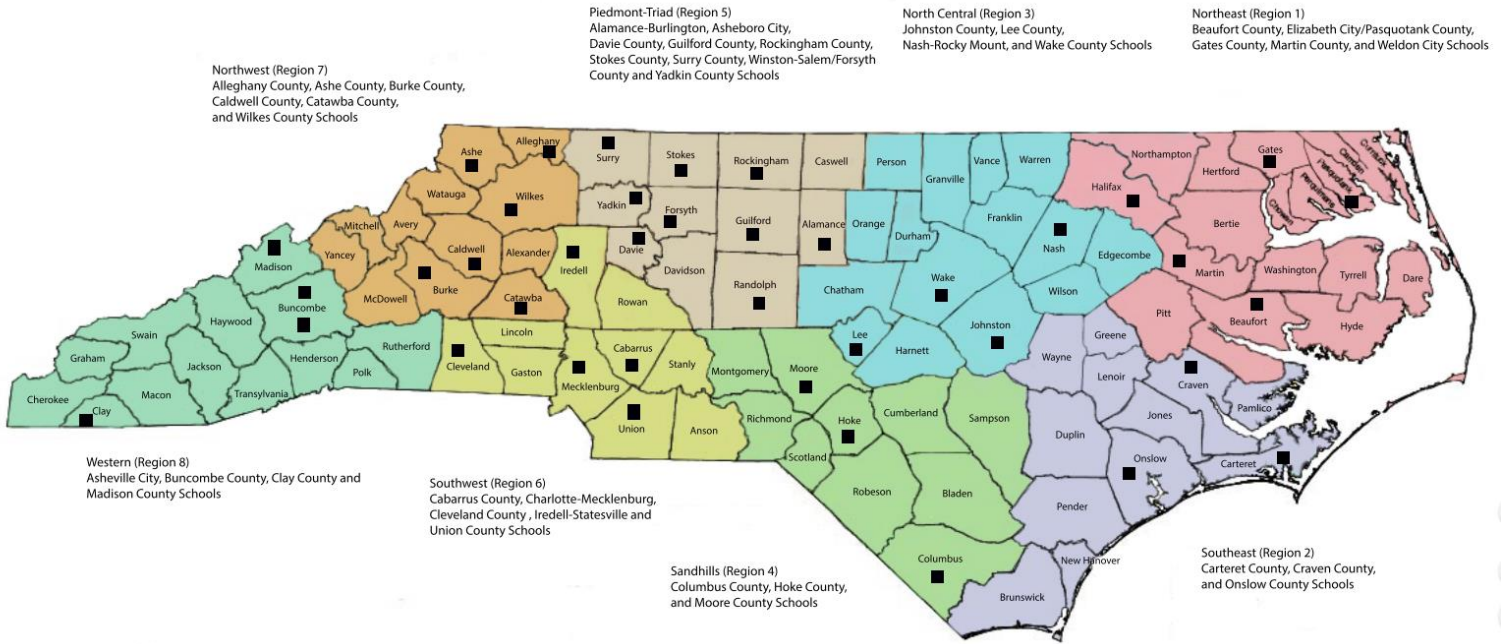 Piedmont-Triad (Region 5)
Alamance-Burlington, Asheboro City,
Davie County, Guilford County, Rockingham County,
Stokes County, Surry County, Winston-Salem/Forsyth
County and Yadkin County Schools
North Central (Region 3)
Johnston County, Lee County,
Nash-Rocky Mount, and Wake County Schools
Northeast (Region 1)
Beaufort County, Elizabeth City/Pasquotank County,
Gates County, Martin County, and Weldon City Schools
Northwest (Region 7)
Alleghany County, Ashe County, Burke County,
Caldwell County, Catawba County,
and Wilkes County Schools
Ashe
Alleghany
Surry
Stokes
Rockingham
Caswell
Person
Granville
Vance
Warren
Northampton
Gates
Hertford
Halifax
Camden
Currituck
Pasquotank
Perquimans
Chowan
Watauga
Wilkes
Yadkin
Forsyth
Guilford
Alamance
Orange
Durham
Franklin
Nash
Edgecombe
Bertie
Mitchell
Avery
Yancey
Caldwell
Alexander
Iredell
Davie
Davidson
Randolph
Chatham
Wake
Wilson
Martin
Washington
Tyrrell
Dare
Madison
Buncombe
McDowell
Burke
Catawba
Rowan
Lee
Harnett
Johnston
Greene
Pitt
Beaufort
Hyde
Haywood
Swain
Graham
Jackson
Henderson
Rutherford
Polk
Cleveland
Lincoln
Gaston
Cabarrus
Mecklenburg
Stanly
Montgomery
Moore
Wayne
Lenoir
Craven
Pamlico
Cherokee
Clay
Macon
Transylvania
Union
Anson
Richmond
Hoke
Cumberland
Sampson
Duplin
Jones
Onslow
Carteret
Scotland
Robeson
Bladen
Pender
Columbus
New Hanover
Brunswick
Western (Region 8)
Asheville City, Buncombe County, Clay County and
Madison County Schools
Southwest (Region 6)
Cabarrus County, Charlotte-Mecklenburg,
Cleveland County , Iredell-Statesville and
Union County Schools
Sandhills (Region 4)
Columbus County, Hoke County,
and Moore County Schools
Southeast (Region 2)
Carteret County, Craven County,
and Onslow County Schools